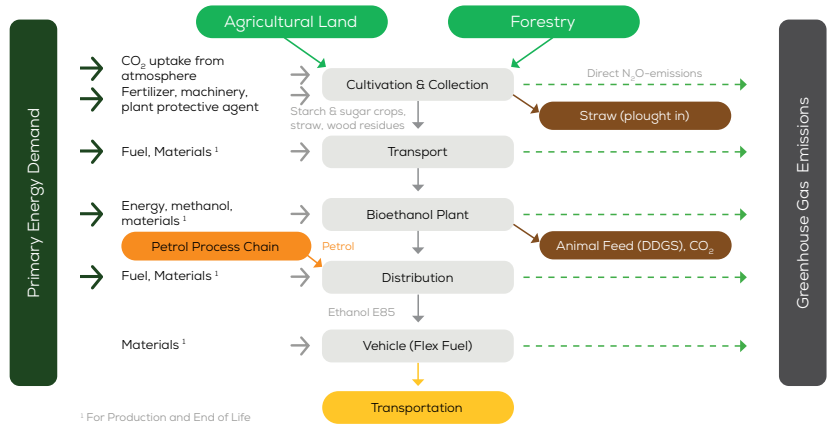 Agricultural Land
Forestry
Primary Energy Demand
Greenhouse Gas Emissions
CO₂ uptake from
atmosphere
Fertilizer, machinery,
plant protective agent
Cultivation & Collection
Direct N₂O-emissions
Starch & sugar crops,
straw, wood residues
Straw (plought in)
Fuel, Materials ¹
Transport
Energy, methanol,
materials ¹
Bioethanol Plant
Petrol Process Chain
Petrol
Animal Feed (DDGS), CO₂
Fuel, Materials ¹
Distribution
Ethanol E85
Materials ¹
Vehicle (Flex Fuel)
Transportation
¹ For Production and End of Life